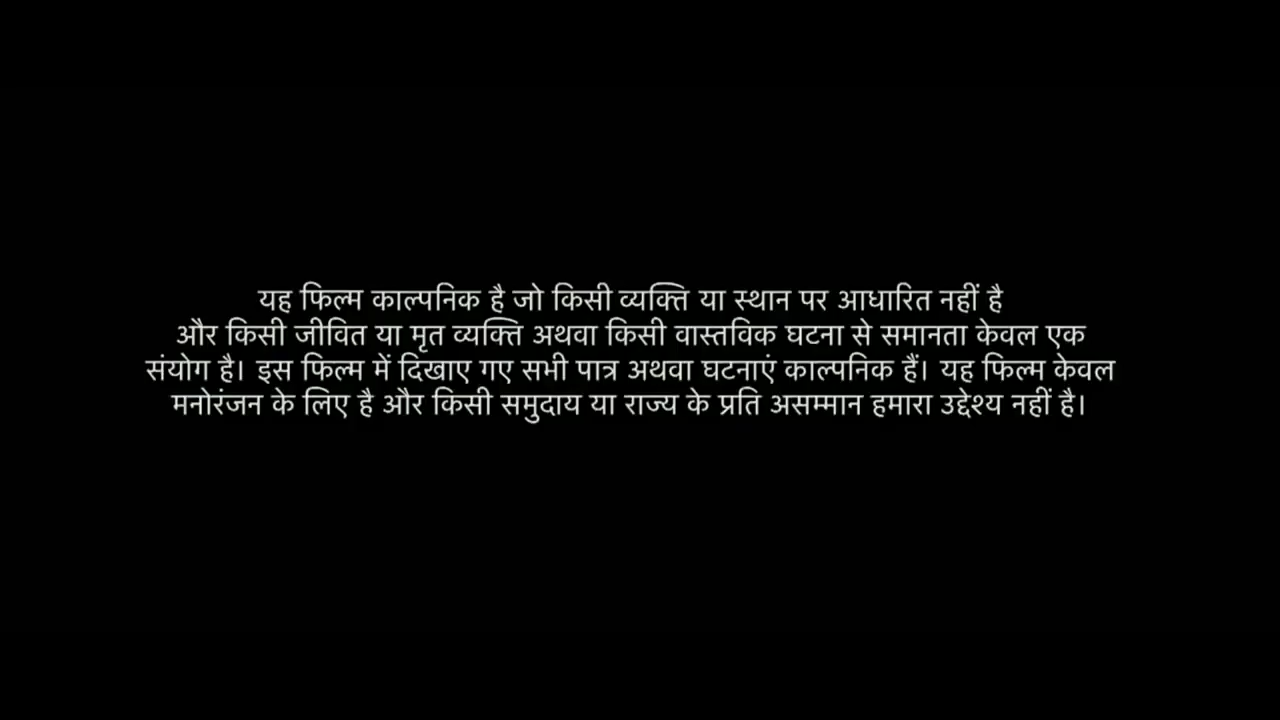 यह फिल्म काल्पनिक है जो किसी व्यक्ति या स्थान पर आधारित नहीं है
और किसी जीवित या मृत व्यक्ति अथवा किसी वास्तविक घटना से समानता केवल एक
संयोग है। इस फिल्म में दिखाए गए सभी पात्र अथवा घटनाएं काल्पनिक हैं। यह फिल्म केवल
मनोरंजन के लिए है और किसी समुदाय या राज्य के प्रति असम्मान हमारा उद्देश्य नहीं है।